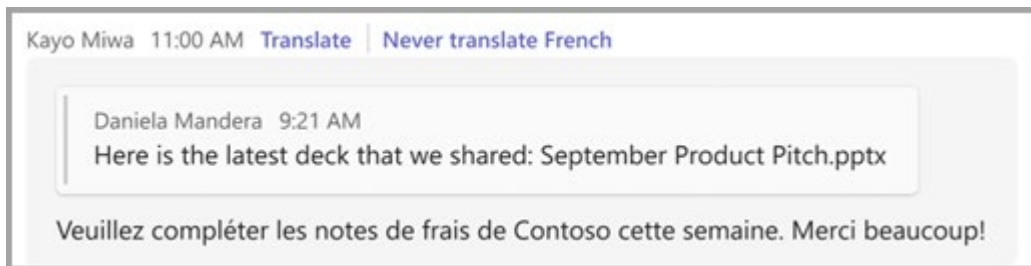 Kayo Miwa 11:00 AM Translate Never translate French
Daniela Mandera 9:21 AM
Here is the latest deck that we shared: September Product Pitch.pptx
Veuillez compléter les notes de frais de Contoso cette semaine. Merci beaucoup!